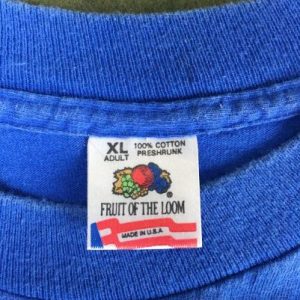 XL 100% COTTON
ADULT PRESHRUNK
®
FRUIT OF THE LOOM
MADE IN U.S.A